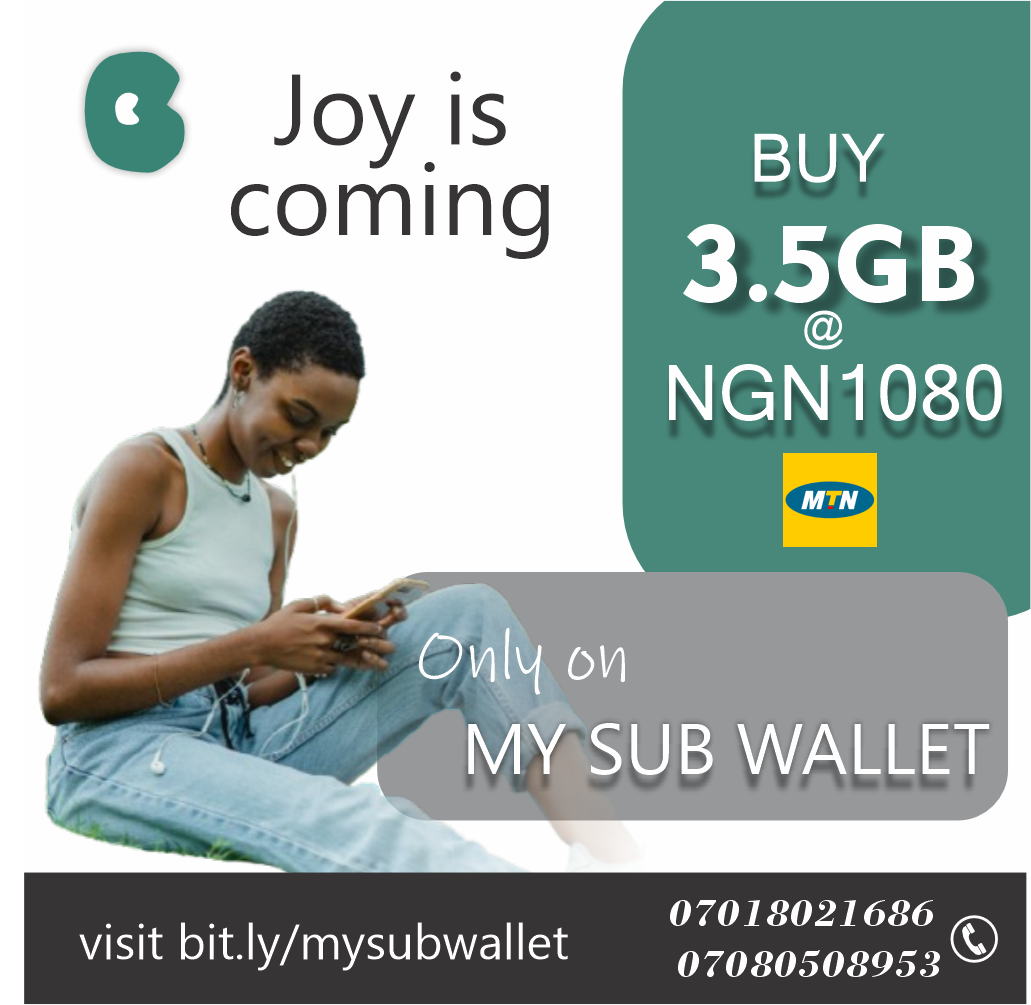 Joy is
coming
BUY
3.5GB
@
NGN1080
MTN
Only on
MY SUB WALLET
visit bit.ly/mysubwallet
07018021686
07080508953